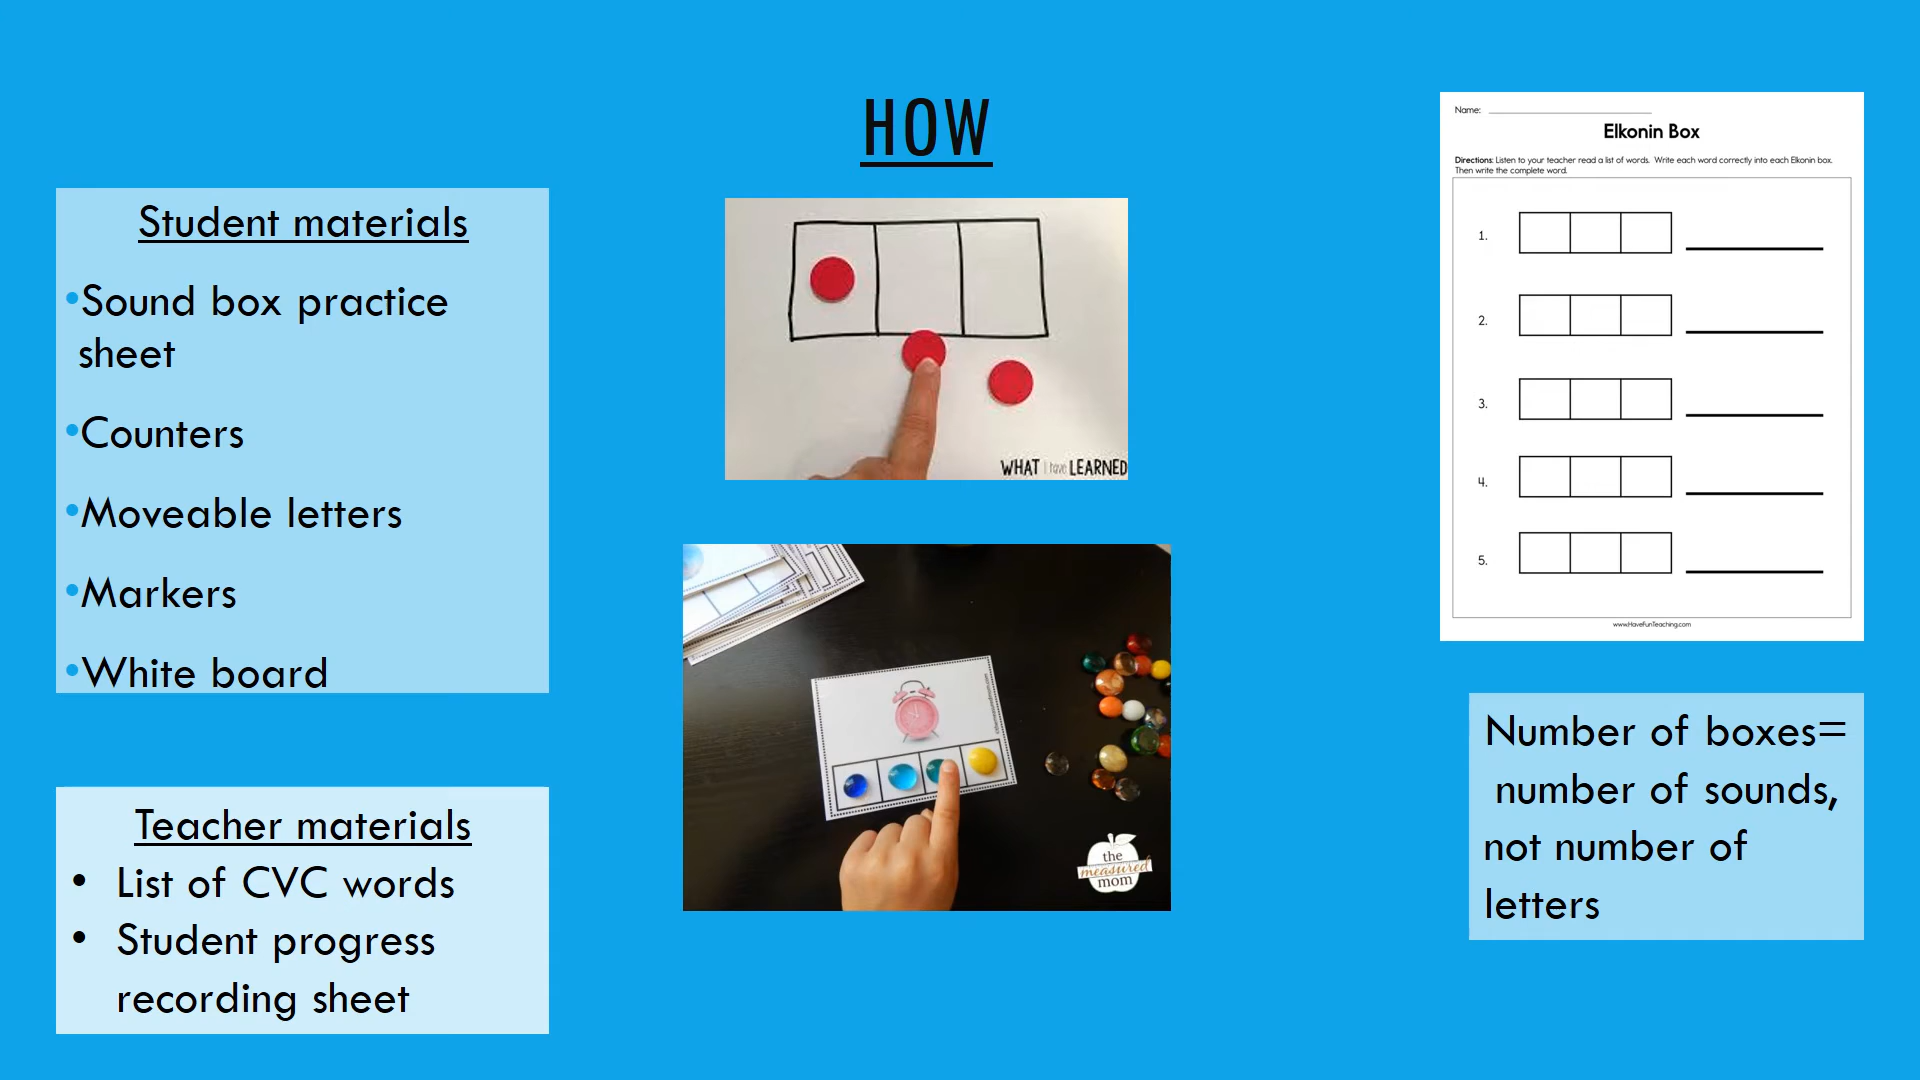 HOW
Student materials
•Sound box practice
sheet
•Counters
•Moveable letters
•Markers
•White board
Teacher materials
• List of CVC words
• Student progress
recording sheet
WHAT I have LEARNED
the
measured
mom
Name:
Elkonin Box
Directions: Listen to your teacher read a list of words. Write each word correctly into each Elkonin box.
Then write the complete word.
1.
2.
3.
4.
5.
www.HaveFunTeaching.com
Number of boxes=
number of sounds,
not number of
letters